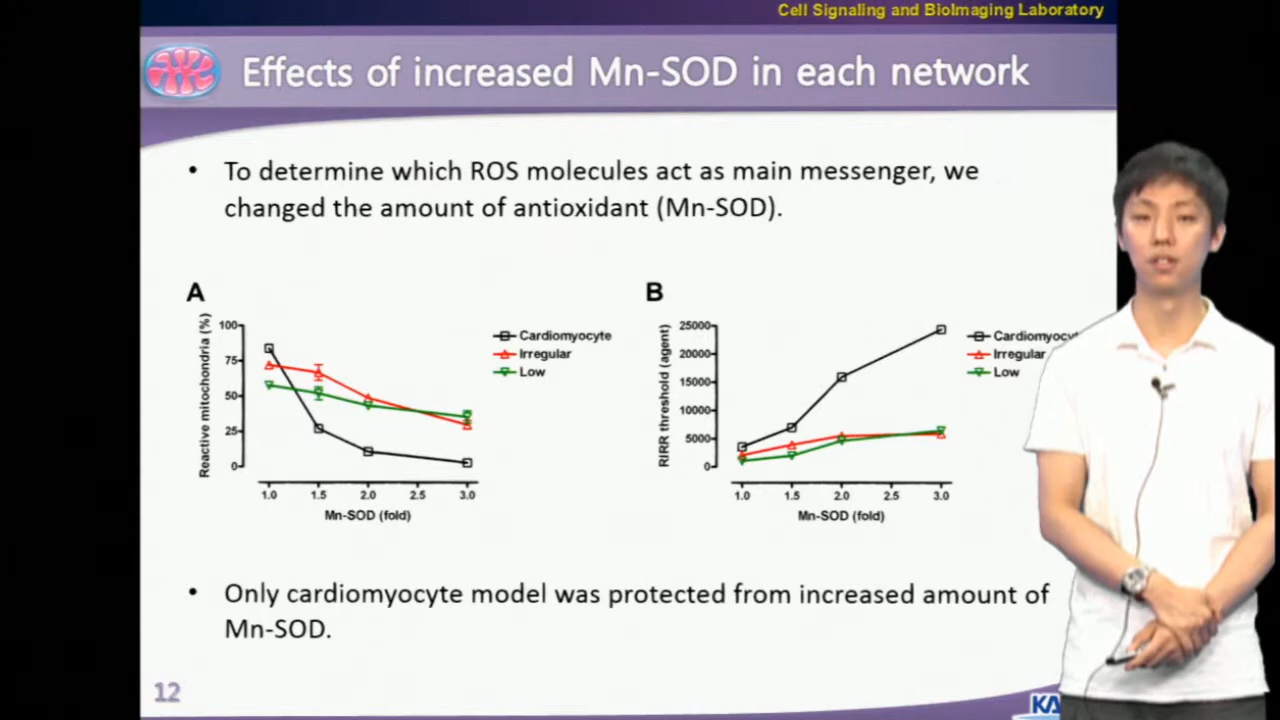 Cell Signaling and BioImaging Laboratory
Effects of increased Mn-SOD in each network
• To determine which ROS molecules act as main messenger, we
changed the amount of antioxidant (Mn-SOD).
A
Reactive mitochondria (%)
100
75
50
25
0
1.0 1.5 2.0 2.5 3.0
Mn-SOD (fold)
Cardiomyocyte
Irregular
Low
B
RIRR threshold (agent)
25000
20000
15000
10000
5000
0
1.0 1.5 2.0 2.5 3.0
Mn-SOD (fold)
Irregular
Low
• Only cardiomyocyte model was protected from increased amount of
Mn-SOD.
12